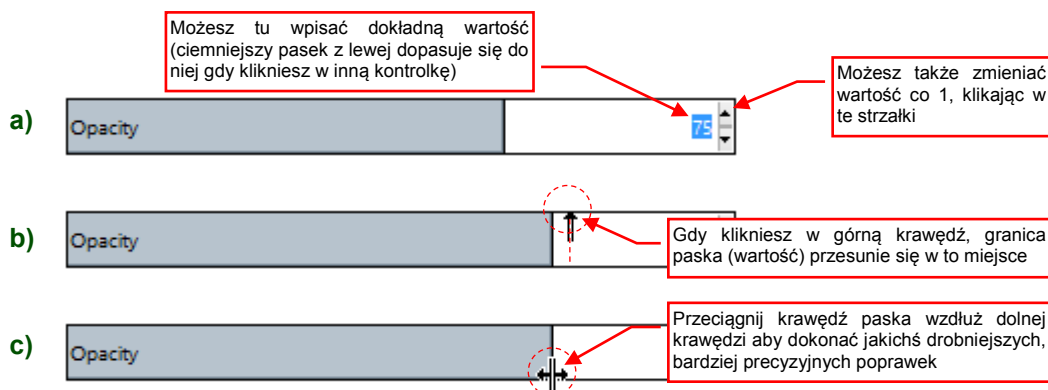 Możesz tu wpisać dokładną wartość
(ciemniejszy pasek z lewej dopasuje się do
niej gdy klikniesz w inną kontrolkę)
Możesz także zmieniać
wartość co 1, klikając w
te strzałki
a)
Opacity
75
b)
Opacity
Gdy klikniesz w górną krawędź, granica
paska (wartość) przesunie się w to miejsce
c)
Opacity
Przeciągnij krawędź paska wzdłuż dolnej
krawędzi aby dokonać jakichś drobniejszych,
bardziej precyzyjnych poprawek